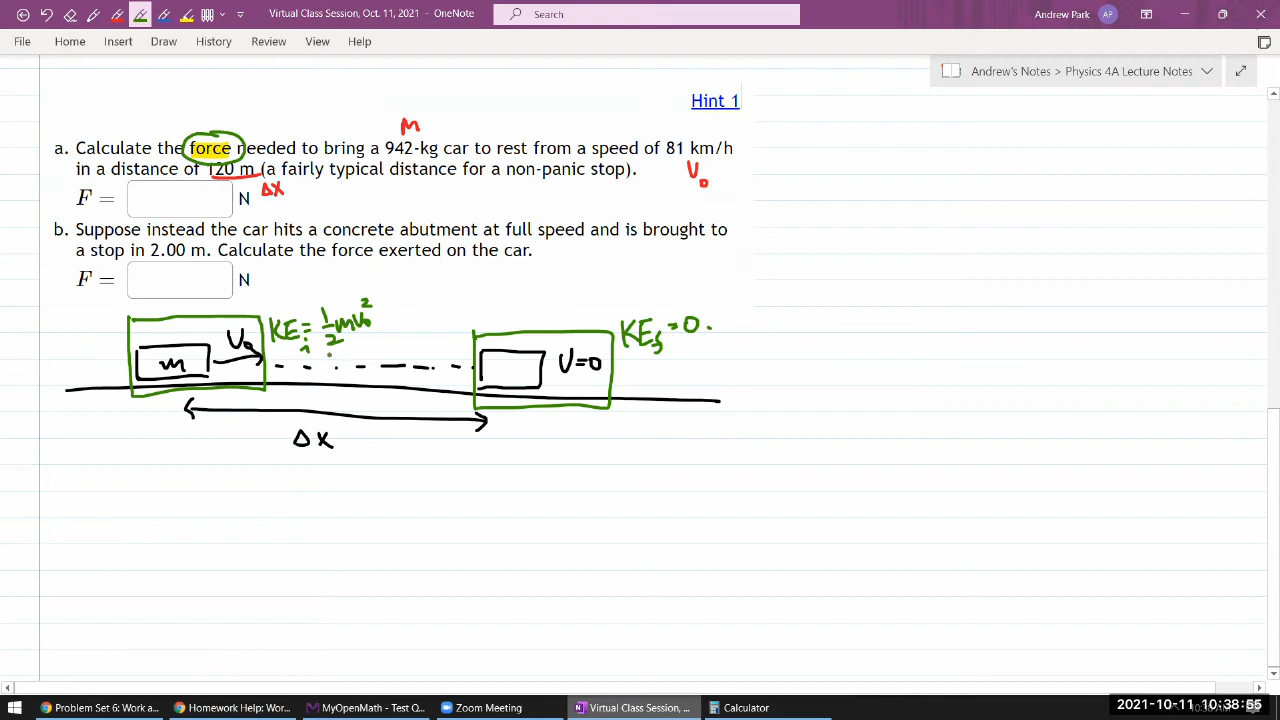 Virtual Class Session, Oct. 11, 2021 - OneNote
Search
Andrew Park
AP
File Home Insert Draw History Review View Help
Andrew's Notes > Physics 4A Lecture Notes
Hint 1
M
a. Calculate the force needed to bring a 942-kg car to rest from a speed of 81 km/h
in a distance of 120 m (a fairly typical distance for a non-panic stop).
V₀
Δx
F = N
b. Suppose instead the car hits a concrete abutment at full speed and is brought to
a stop in 2.00 m. Calculate the force exerted on the car.
F = N
m V₀ KEᵢ = ½mv₀²
V=0 KE_f = 0.
Δx
Problem Set 6: Work a...
Homework Help: Wor...
MyOpenMath - Test Q...
Zoom Meeting
Virtual Class Session, ...
Calculator
2021-10-11 10:38:55